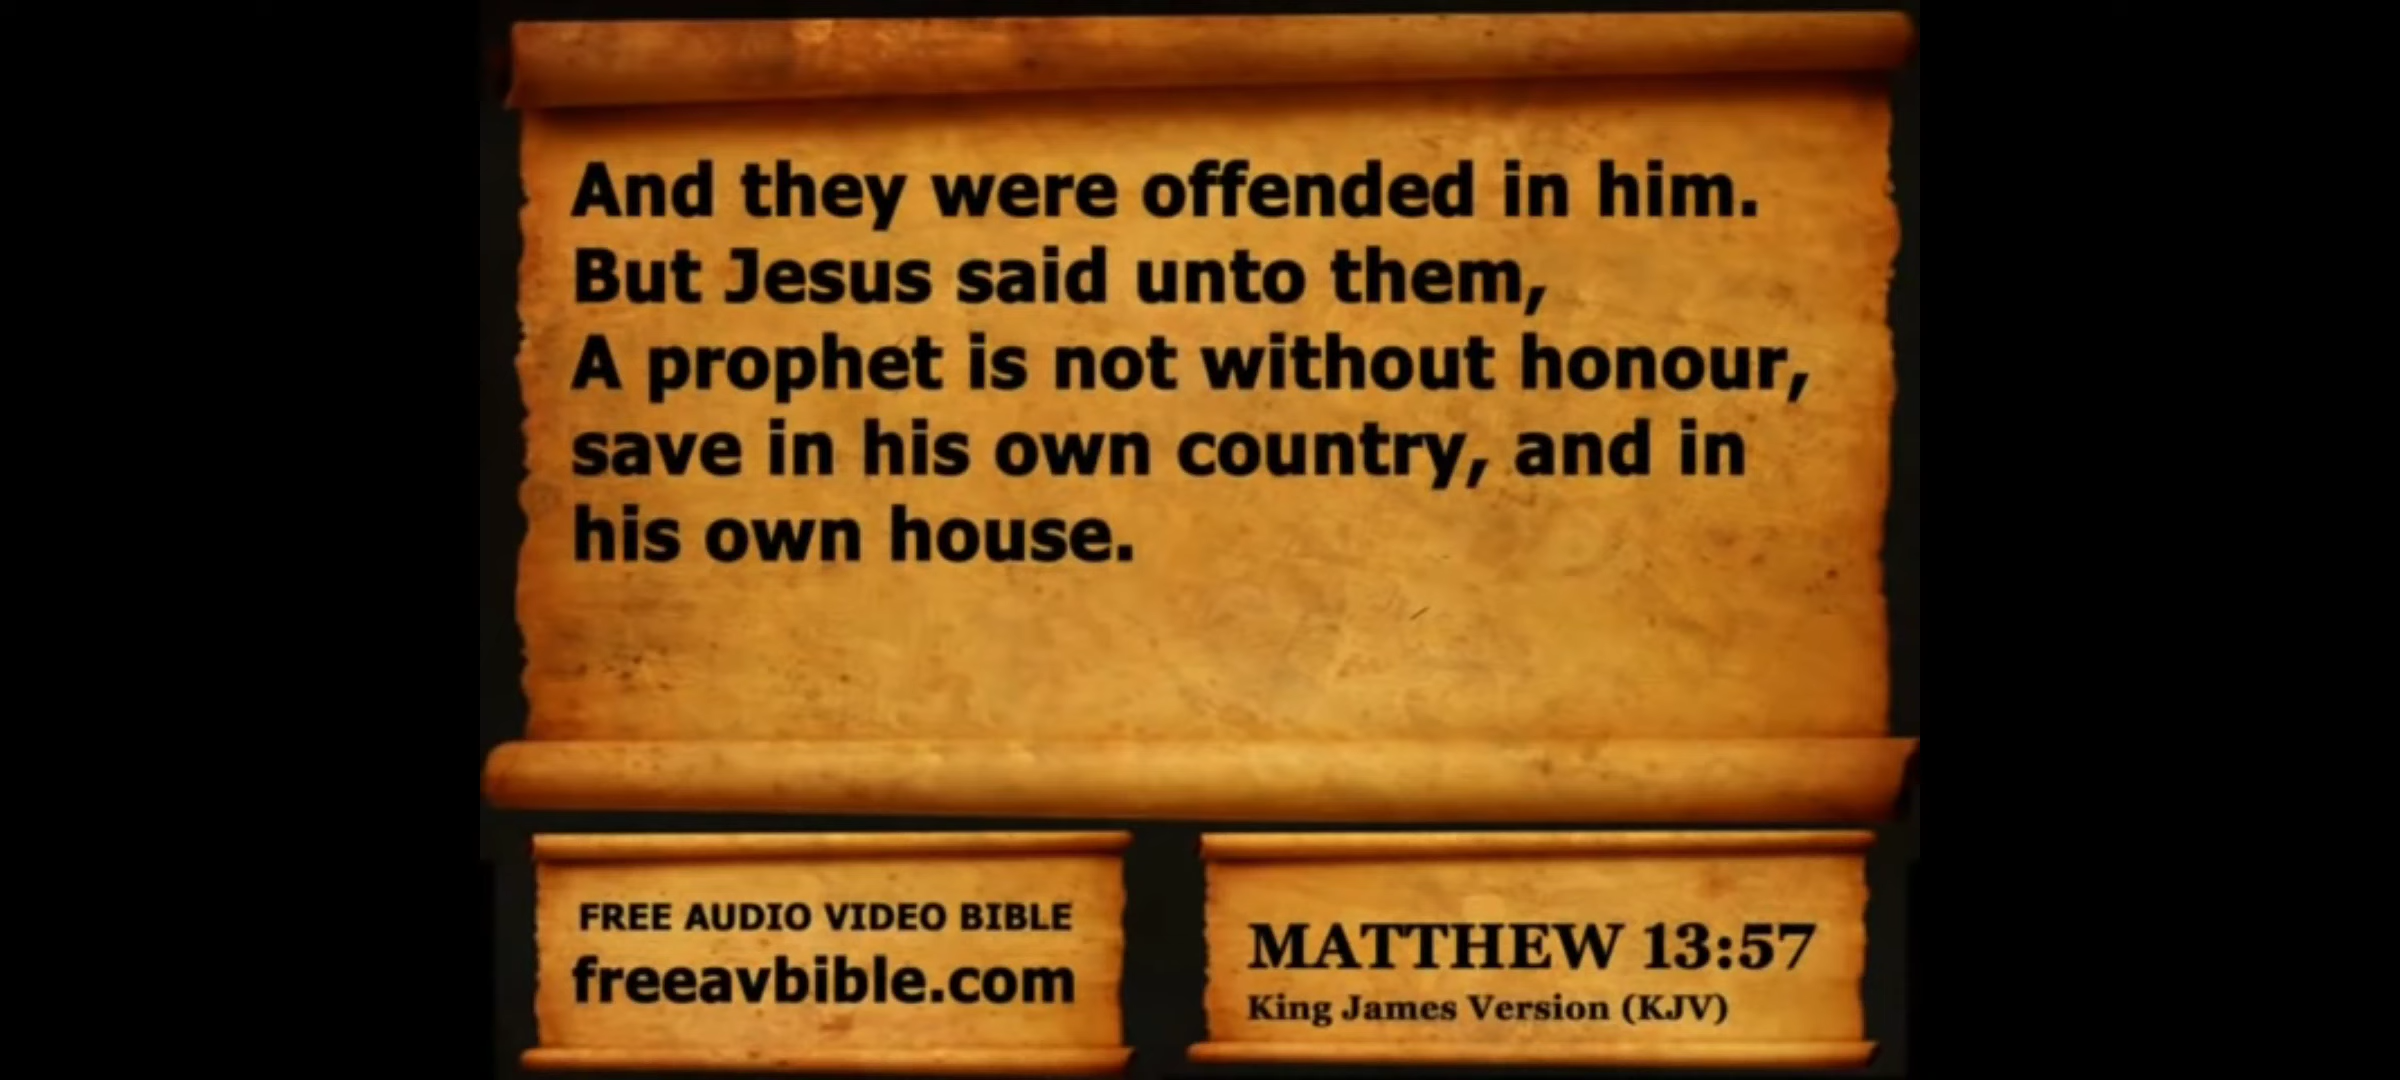 And they were offended in him.
But Jesus said unto them,
A prophet is not without honour,
save in his own country, and in
his own house.
FREE AUDIO VIDEO BIBLE
freeavbible.com
MATTHEW 13:57
King James Version (KJV)